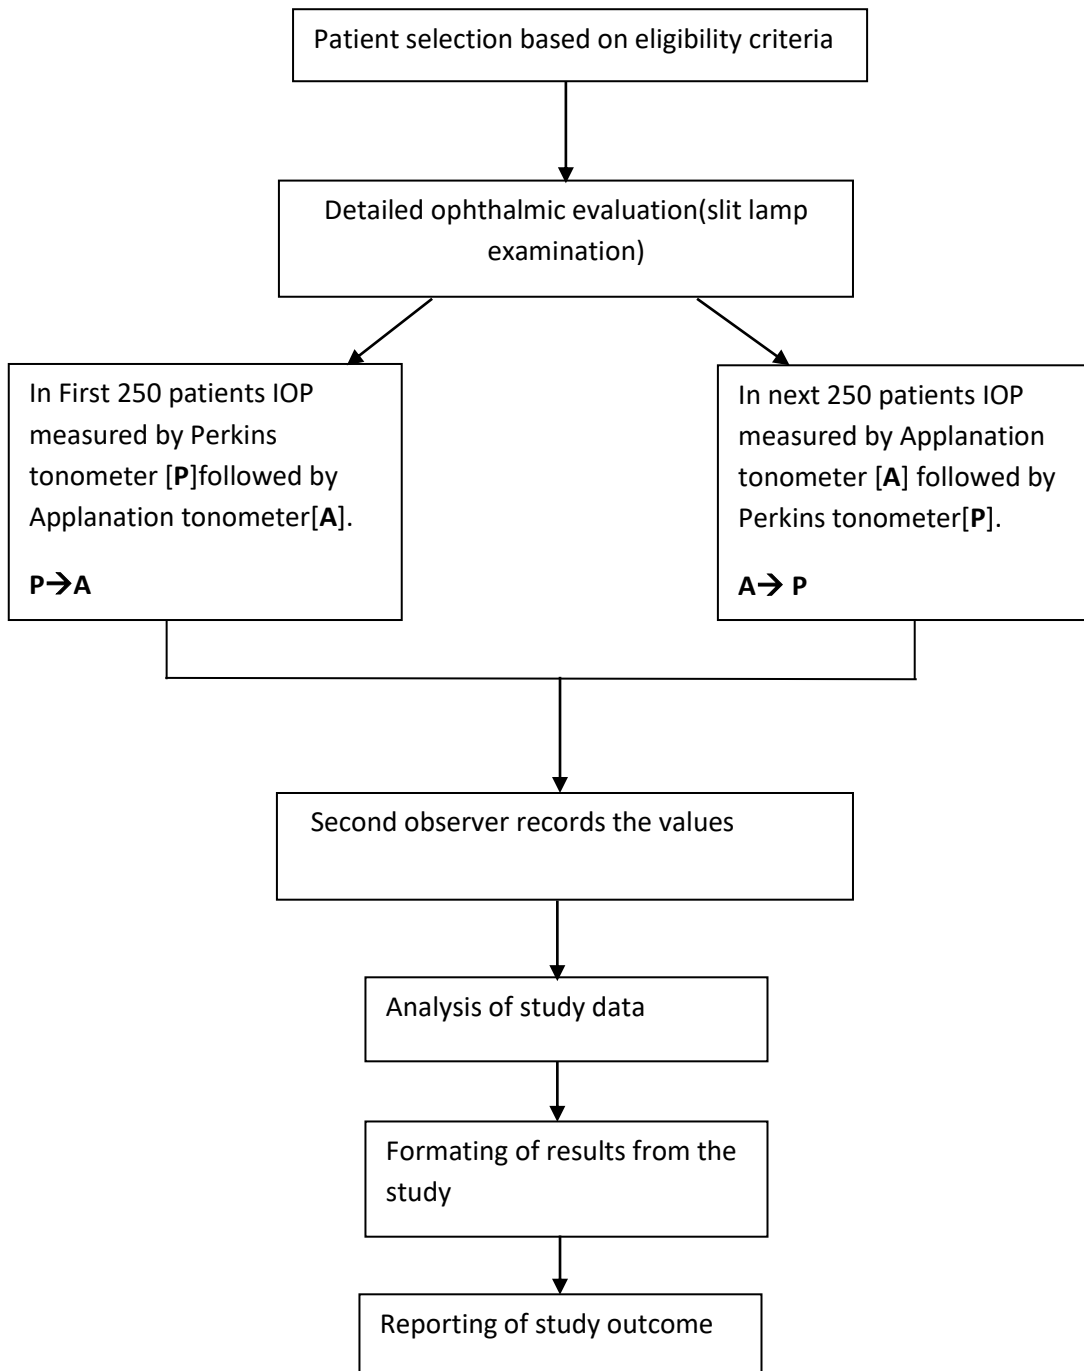 Patient selection based on eligibility criteria
Detailed ophthalmic evaluation(slit lamp
examination)
In First 250 patients IOP
measured by Perkins
tonometer [P]followed by
Applanation tonometer[A].
P→A
In next 250 patients IOP
measured by Applanation
tonometer [A] followed by
Perkins tonometer[P].
A→ P
Second observer records the values
Analysis of study data
Formating of results from the
study
Reporting of study outcome